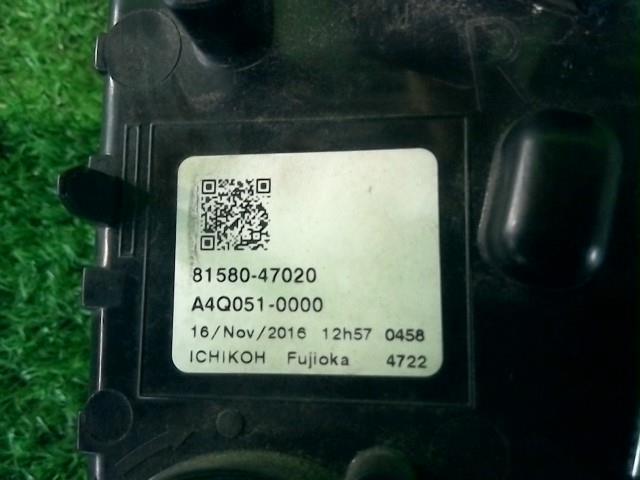 81580-47020
A4Q051-0000
16/Nov/2016 12h57 0458
ICHIKOH Fujioka 4722